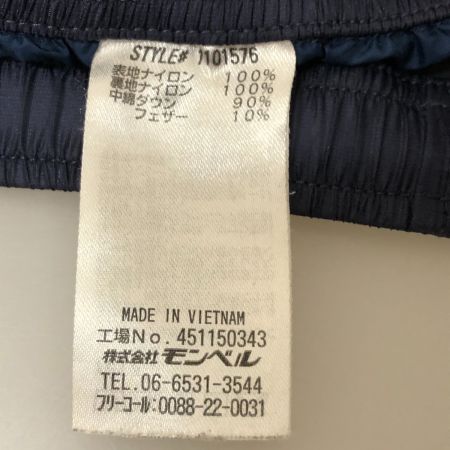 STYLE# 1101576
表地ナイロン 100%
裏地ナイロン 100%
中綿ダウン 90%
フェザー 10%
MADE IN VIETNAM
工場No. 451150343
株式会社 モンベル
TEL. 06-6531-3544
フリーコール:0088-22-0031